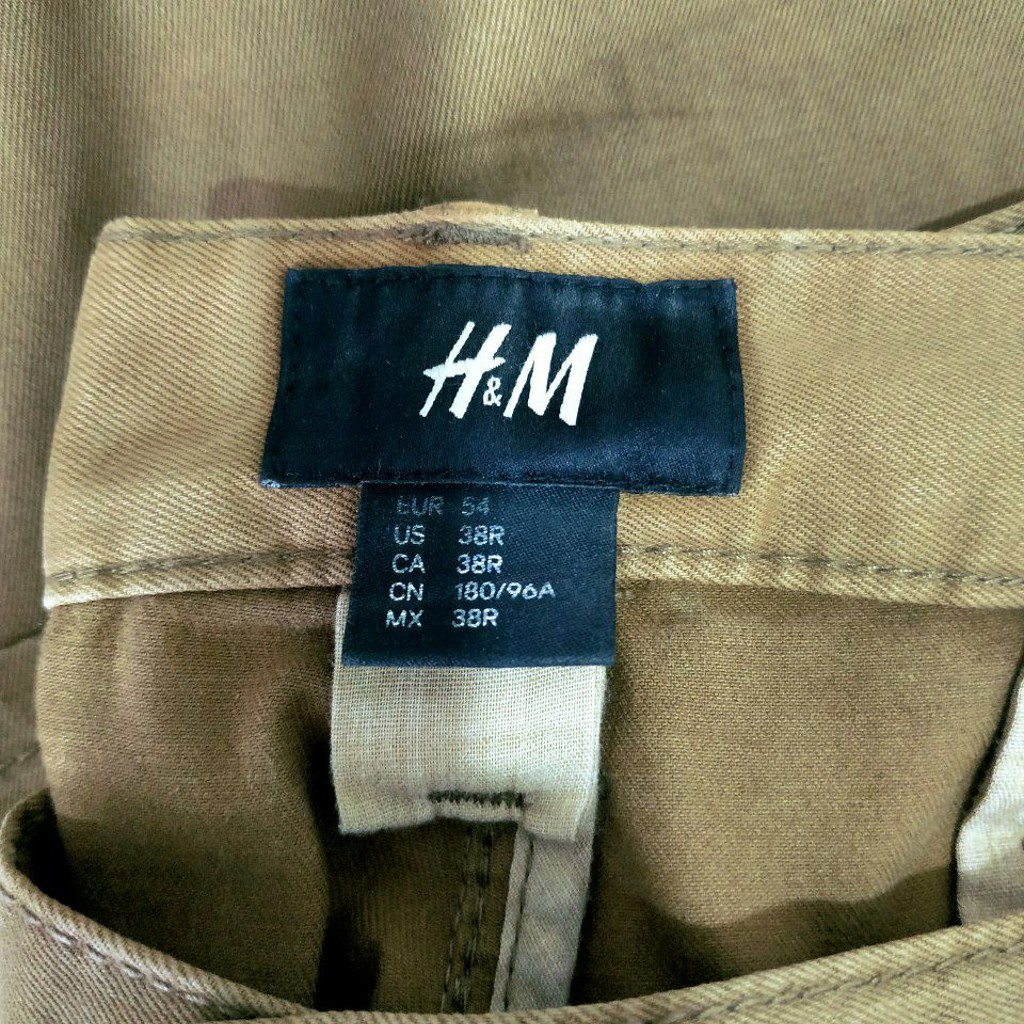 H&M
EUR 54
US 38R
CA 38R
CN 180/96A
MX 38R